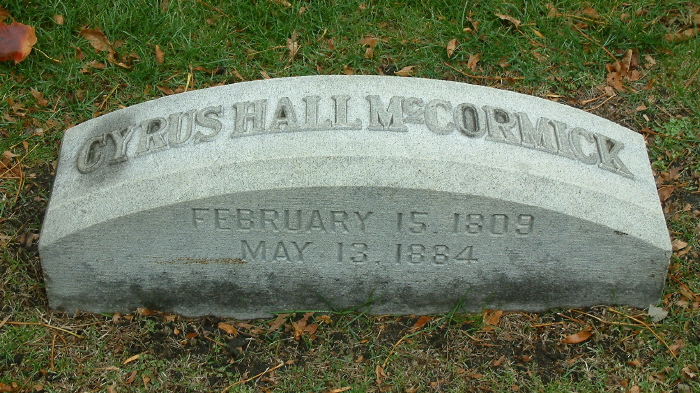 CYRUS HALL McCORMICK
FEBRUARY 15. 1809
MAY 13. 1884